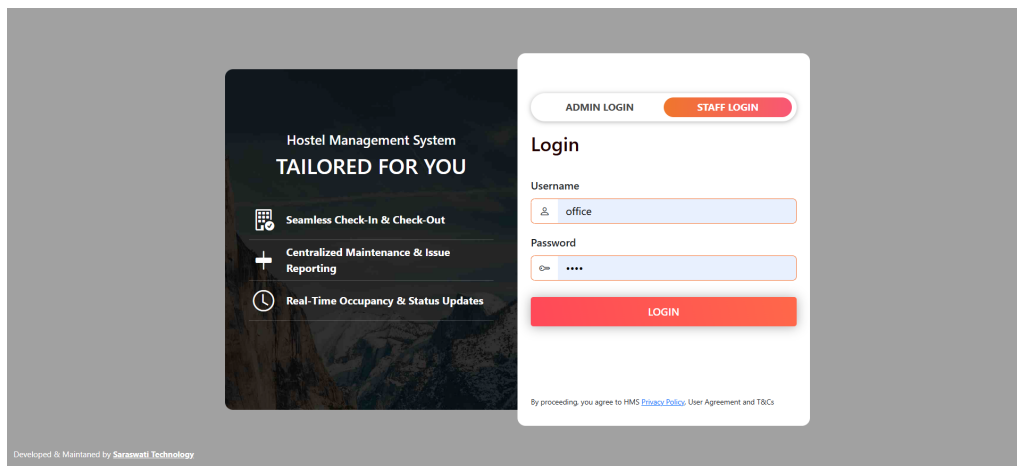 Hostel Management System
TAILORED FOR YOU
Seamless Check-In & Check-Out
Centralized Maintenance & Issue
Reporting
Real-Time Occupancy & Status Updates
ADMIN LOGIN
STAFF LOGIN
Login
Username
office
Password
••••
LOGIN
By proceeding, you agree to HMS Privacy Policy, User Agreement and T&Cs
Developed & Maintaned by Saraswati Technology